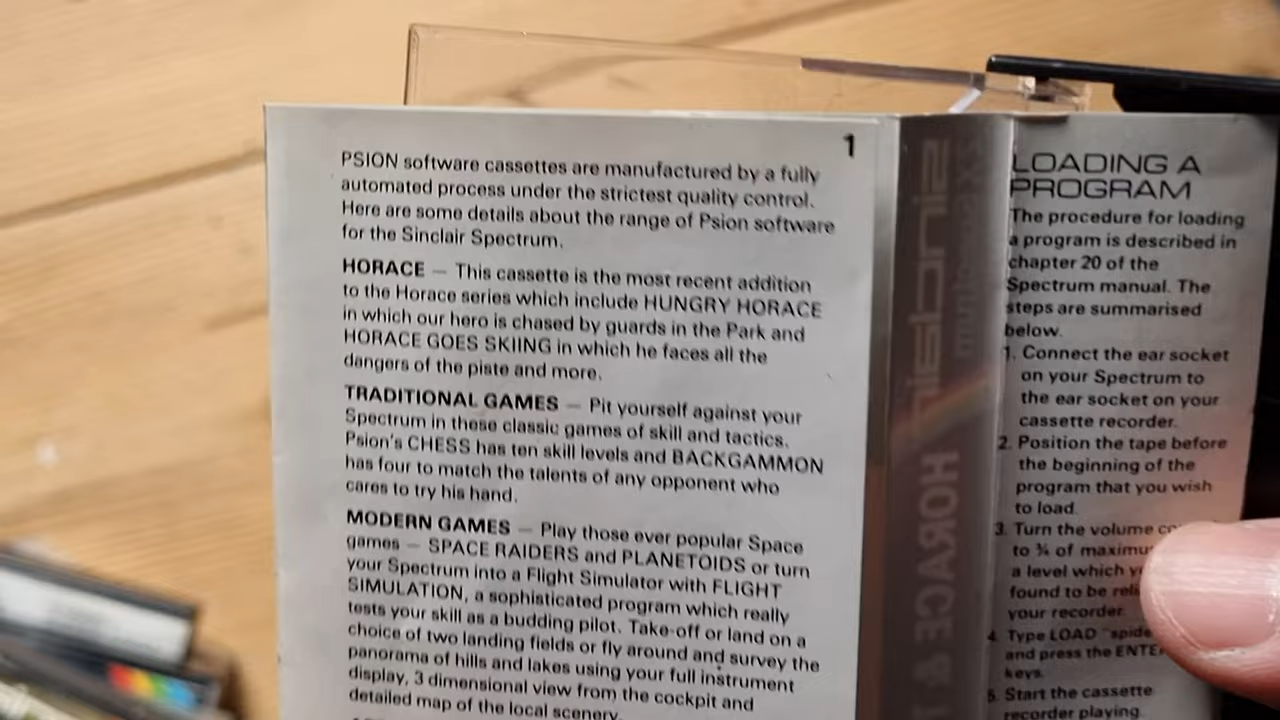 1
PSION software cassettes are manufactured by a fully
automated process under the strictest quality control.
Here are some details about the range of Psion software
for the Sinclair Spectrum.
HORACE — This cassette is the most recent addition
to the Horace series which include HUNGRY HORACE
in which our hero is chased by guards in the Park and
HORACE GOES SKIING in which he faces all the
dangers of the piste and more.
TRADITIONAL GAMES — Pit yourself against your
Spectrum in these classic games of skill and tactics.
Psion's CHESS has ten skill levels and BACKGAMMON
has four to match the talents of any opponent who
cares to try his hand.
MODERN GAMES — Play those ever popular Space
games — SPACE RAIDERS and PLANETOIDS or turn
your Spectrum into a Flight Simulator with FLIGHT
SIMULATION, a sophisticated program which really
tests your skill as a budding pilot. Take-off or land on a
choice of two landing fields or fly around and survey the
panorama of hills and lakes using your full instrument
display, 3 dimensional view from the cockpit and
detailed map of the local scenery.
sinclair
HORACE &
LOADING A
PROGRAM
The procedure for loading
a program is described in
chapter 20 of the
Spectrum manual. The
steps are summarised
below.
1. Connect the ear socket
on your Spectrum to
the ear socket on your
cassette recorder.
2. Position the tape before
the beginning of the
program that you wish
to load.
3. Turn the volume
to ¾ of
a level which
found to be
your recorder.
4. Type LOAD
and press the
keys.
5. Start the cassette
recorder playing.